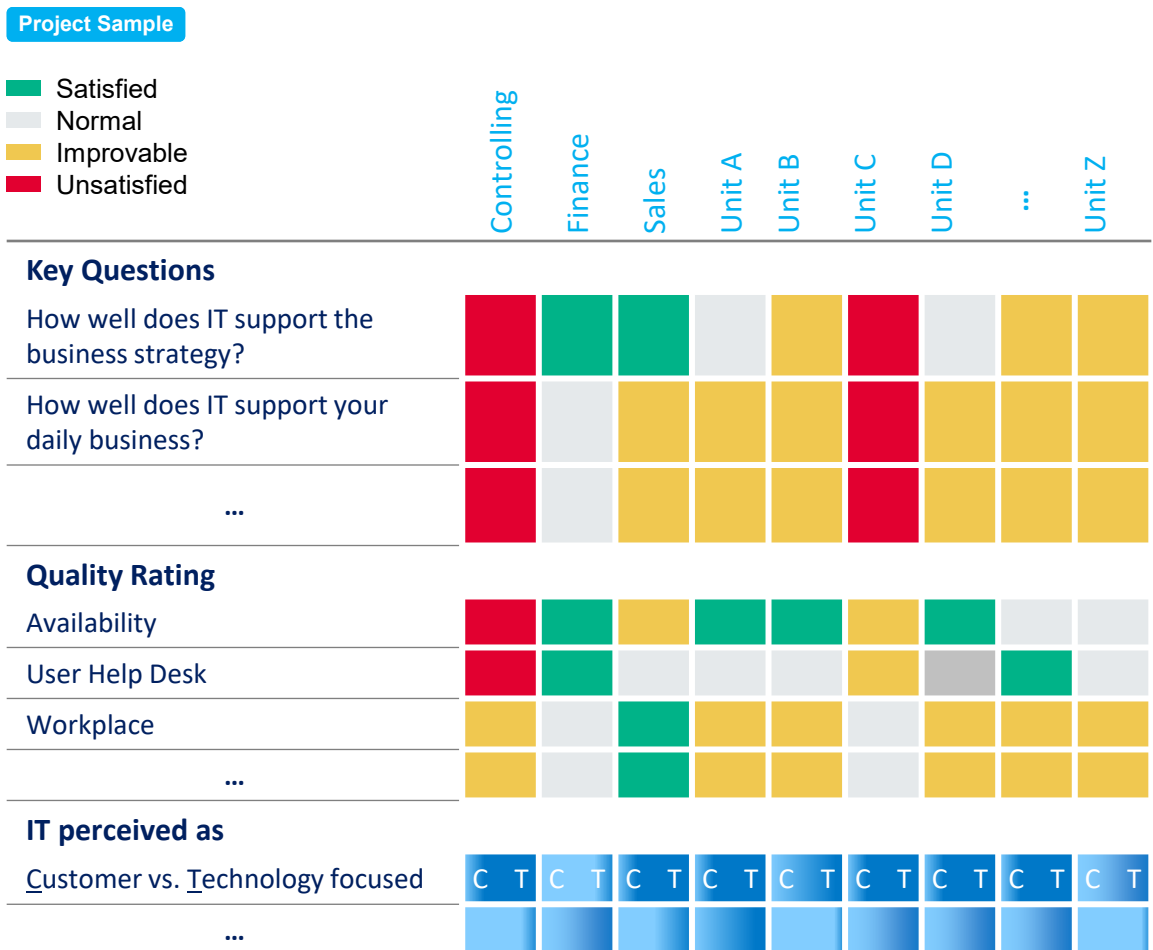 Project Sample
Satisfied
Normal
Improvable
Unsatisfied
Controlling
Finance
Sales
Unit A
Unit B
Unit C
Unit D
...
Unit Z
Key Questions
How well does IT support the
business strategy?
How well does IT support your
daily business?
...
Quality Rating
Availability
User Help Desk
Workplace
...
IT perceived as
Customer vs. Technology focused
C T C T C T C T C T C T C T C T C T
...